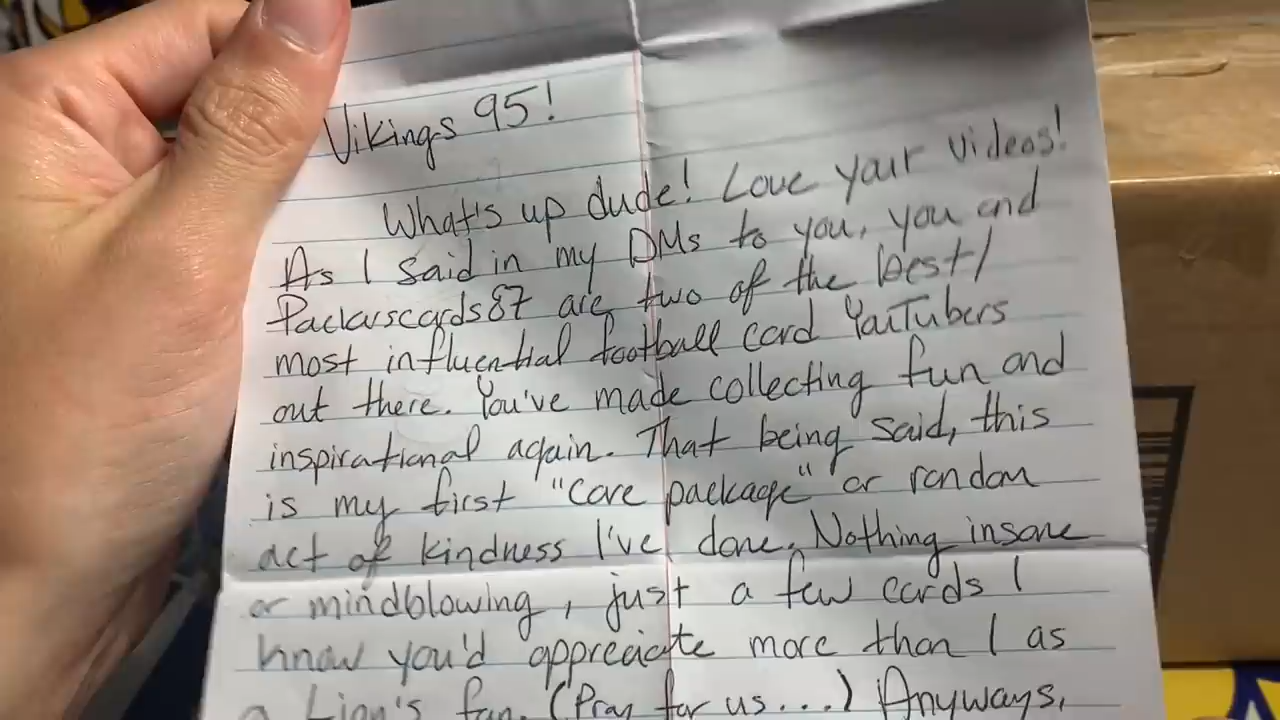 Vikings 95!
What's up dude! Love your videos!
As I said in my DMs to you, you and
Packerscards87 are two of the best/
most influential football card YouTubers
out there. You've made collecting fun and
inspirational again. That being said, this
is my first "care package" or random
act of kindness I've done. Nothing insane
or mindblowing, just a few cards I
know you'd appreciate more than I as
a Lion's fan. (Pray for us...) Anyways,